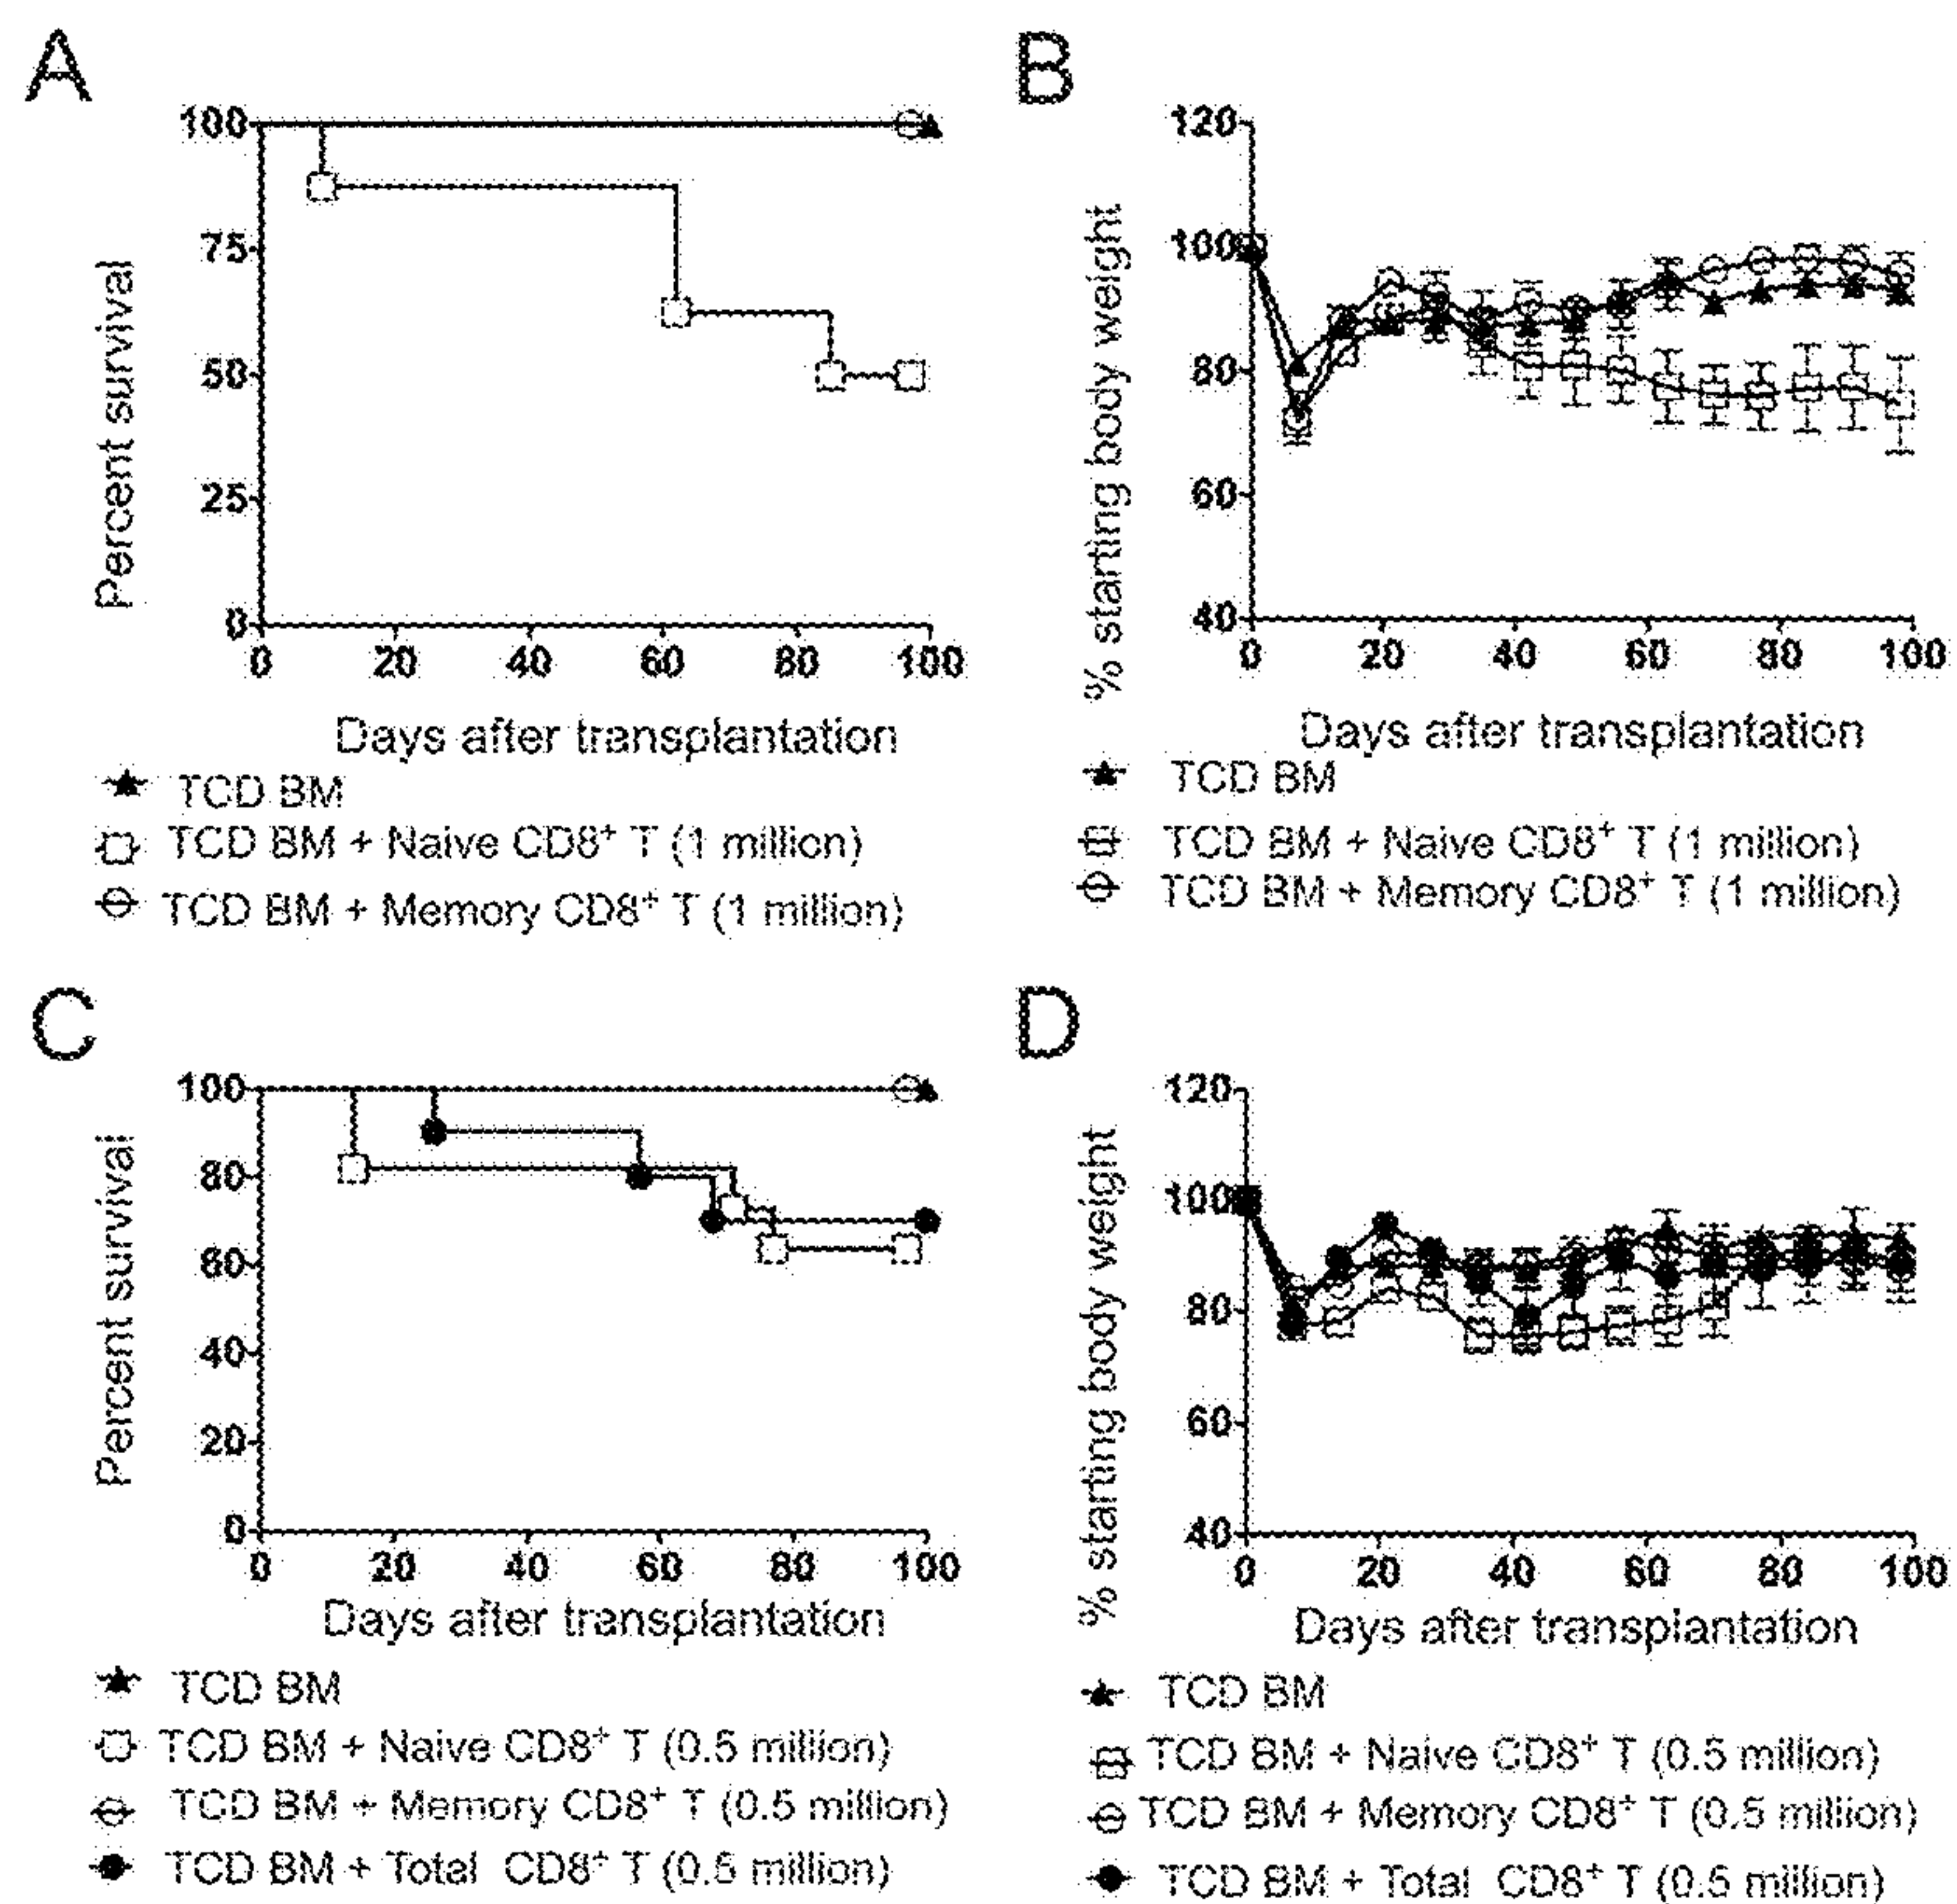 A
100
75
50
25
0
0 20 40 60 80 100
Percent survival
Days after transplantation
TCD BM
TCD BM + Naive CD8+ T (1 million)
TCD BM + Memory CD8+ T (1 million)
B
120
100
80
60
40
0 20 40 60 80 100
% starting body weight
Days after transplantation
TCD BM
TCD BM + Naive CD8+ T (1 million)
TCD BM + Memory CD8+ T (1 million)
C
100
80
60
40
20
0
0 20 40 60 80 100
Percent survival
Days after transplantation
TCD BM
TCD BM + Naive CD8+ T (0.5 million)
TCD BM + Memory CD8+ T (0.5 million)
TCD BM + Total CD8+ T (0.5 million)
D
120
100
80
60
40
0 20 40 60 80 100
% starting body weight
Days after transplantation
TCD BM
TCD BM + Naive CD8+ T (0.5 million)
TCD BM + Memory CD8+ T (0.5 million)
TCD BM + Total CD8+ T (0.5 million)